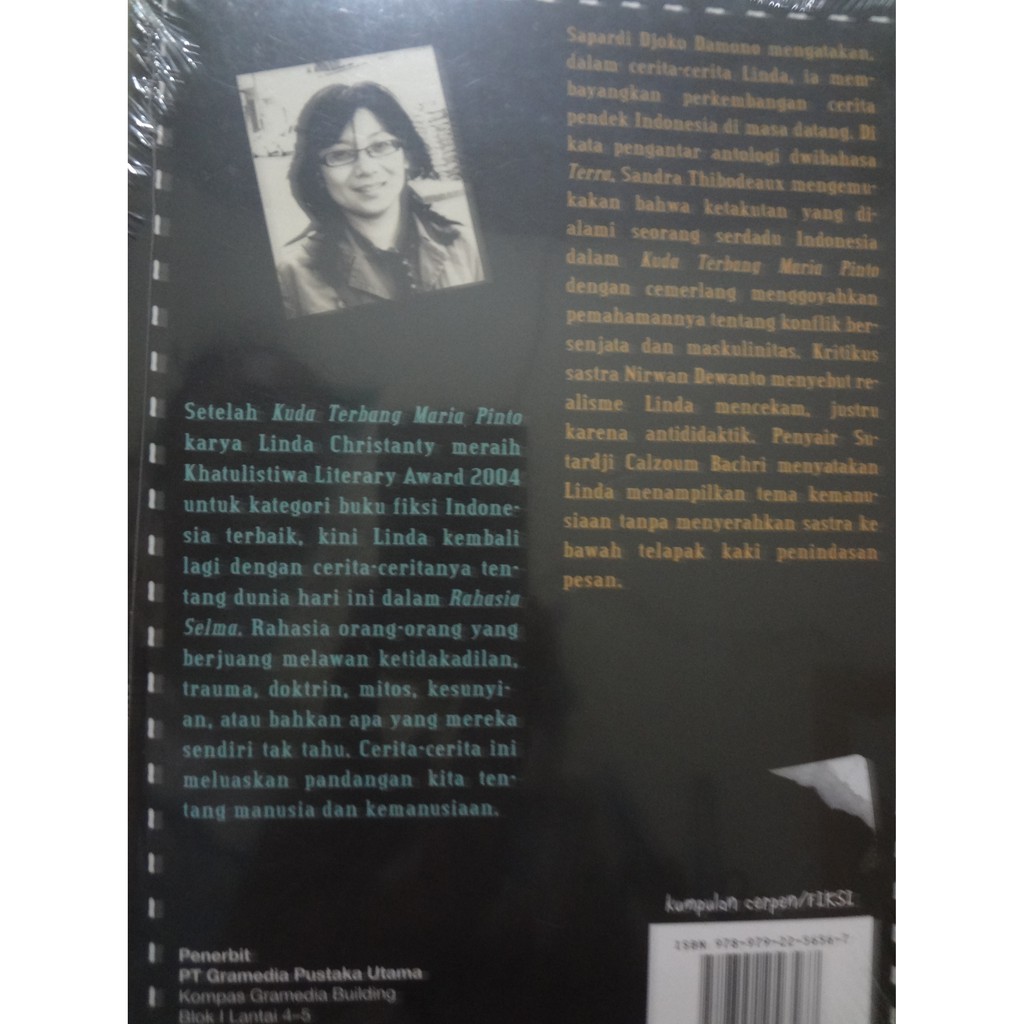 Setelah Kuda Terbang Maria Pinto
karya Linda Christanty meraih
Khatulistiwa Literary Award 2004
untuk kategori buku fiksi Indone-
sia terbaik, kini Linda kembali
lagi dengan cerita-ceritanya ten-
tang dunia hari ini dalam Rahasia
Selma. Rahasia orang-orang yang
berjuang melawan ketidakadilan,
trauma, doktrin, mitos, kesunyi-
an, atau bahkan apa yang mereka
sendiri tak tahu. Cerita-cerita ini
meluaskan pandangan kita ten-
tang manusia dan kemanusiaan.
Sapardi Djoko Damono mengatakan,
dalam cerita-cerita Linda, ia mem-
bayangkan perkembangan cerita
pendek Indonesia di masa datang. Di
kata pengantar antologi dwibahasa
Terra, Sandra Thibodeaux mengemu-
kakan bahwa ketakutan yang di-
alami seorang serdadu Indonesia
dalam Kuda Terbang Maria Pinto
dengan cemerlang menggoyahkan
pemahamannya tentang konflik ber-
senjata dan maskulinitas. Kritikus
sastra Nirwan Dewanto menyebut re-
alisme Linda mencekam, justru
karena antididaktik. Penyair Su-
tardji Calzoum Bachri menyatakan
Linda menampilkan tema kemanu-
siaan tanpa menyerahkan sastra ke
bawah telapak kaki penindasan
pesan.
kumpulan cerpen/FIKSI
ISBN 978-979-22-5656-7
Penerbit
PT Gramedia Pustaka Utama
Kompas Gramedia Building
Blok I Lantai 4-5